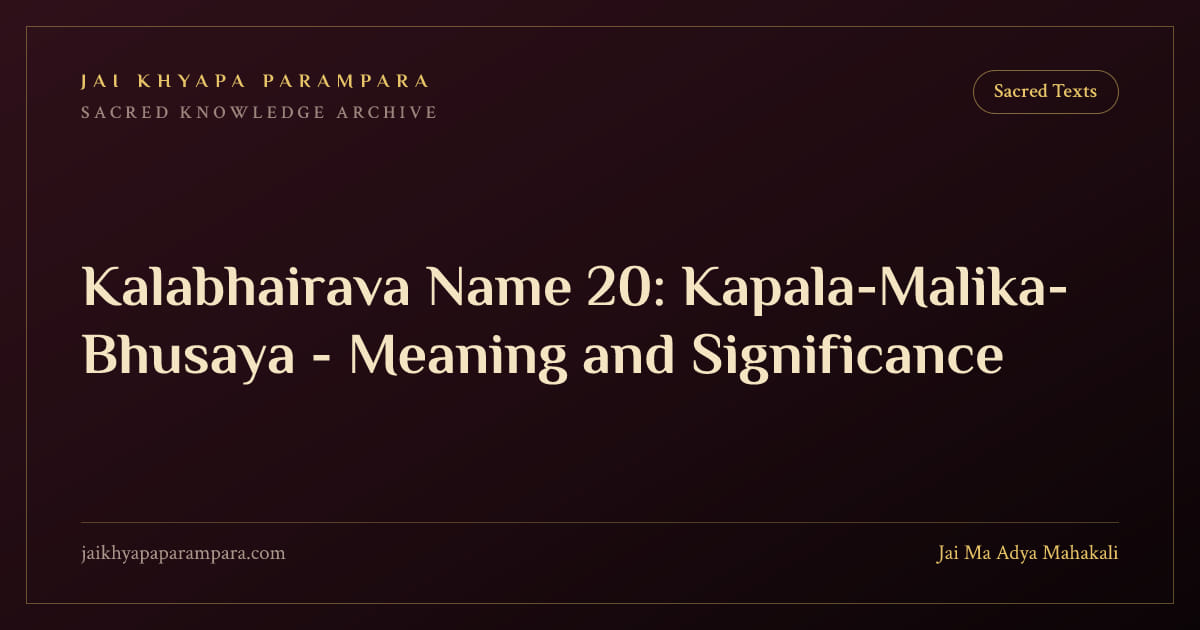 JAI KHYAPA PARAMPARA
SACRED KNOWLEDGE ARCHIVE
Sacred Texts
Kalabhairava Name 20: Kapala-Malika-
Bhusaya - Meaning and Significance
jaikhyapaparampara.com
Jai Ma Adya Mahakali